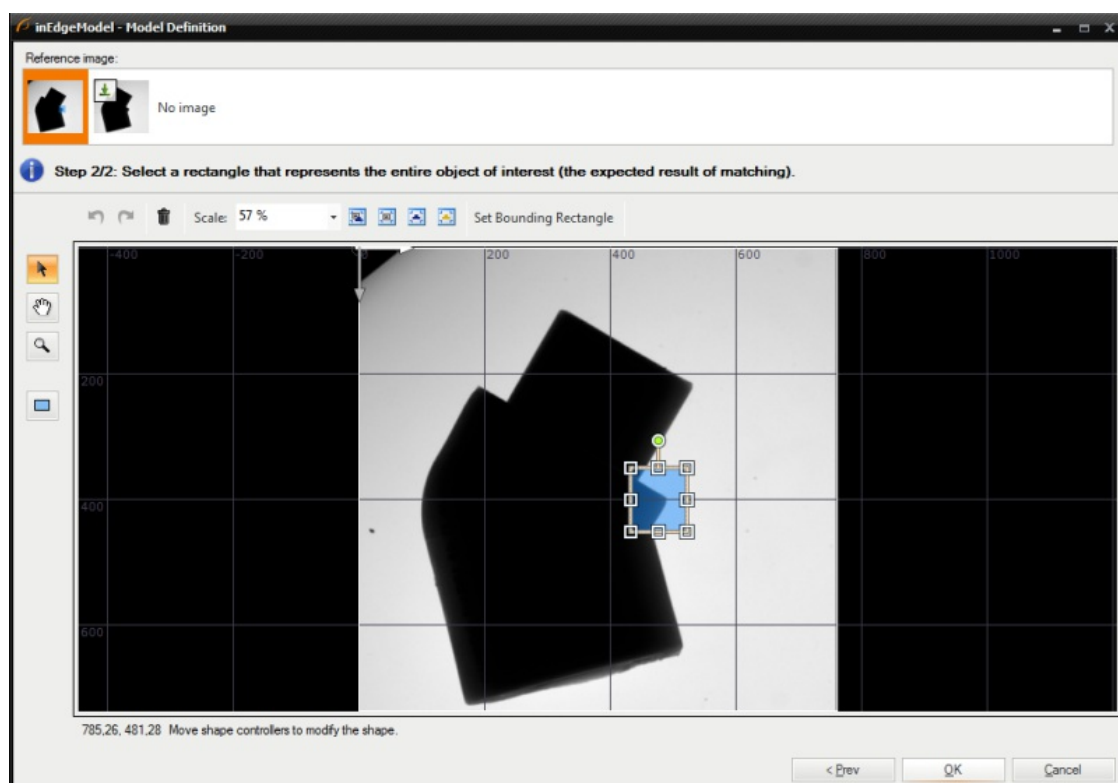 inEdgeModel - Model Definition
Reference image:
No image
Step 2/2: Select a rectangle that represents the entire object of interest (the expected result of matching).
Scale: 57 % Set Bounding Rectangle
-400 -200 0 200 400 600 800 1000
200
400
600
785,26, 481,28 Move shape controllers to modify the shape.
< Prev OK Cancel